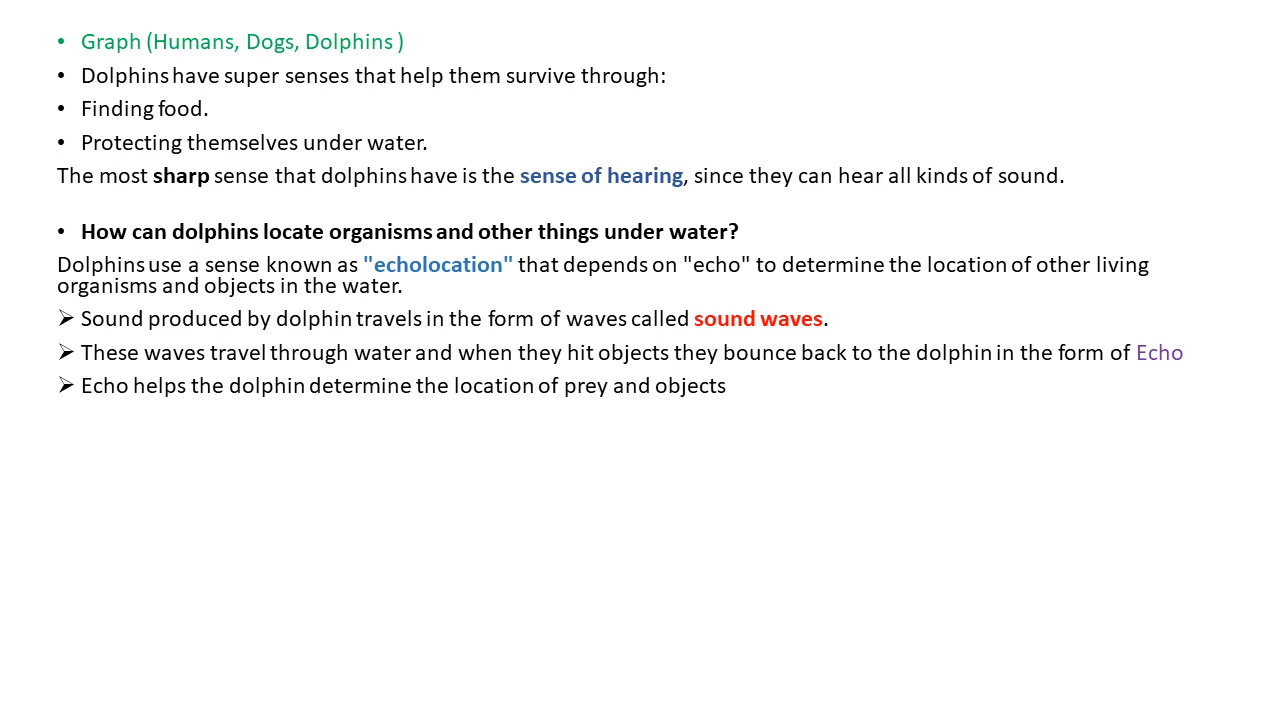 • Graph (Humans, Dogs, Dolphins )
• Dolphins have super senses that help them survive through:
• Finding food.
• Protecting themselves under water.
The most sharp sense that dolphins have is the sense of hearing, since they can hear all kinds of sound.
• How can dolphins locate organisms and other things under water?
Dolphins use a sense known as "echolocation" that depends on "echo" to determine the location of other living
organisms and objects in the water.
➢ Sound produced by dolphin travels in the form of waves called sound waves.
➢ These waves travel through water and when they hit objects they bounce back to the dolphin in the form of Echo
➢ Echo helps the dolphin determine the location of prey and objects